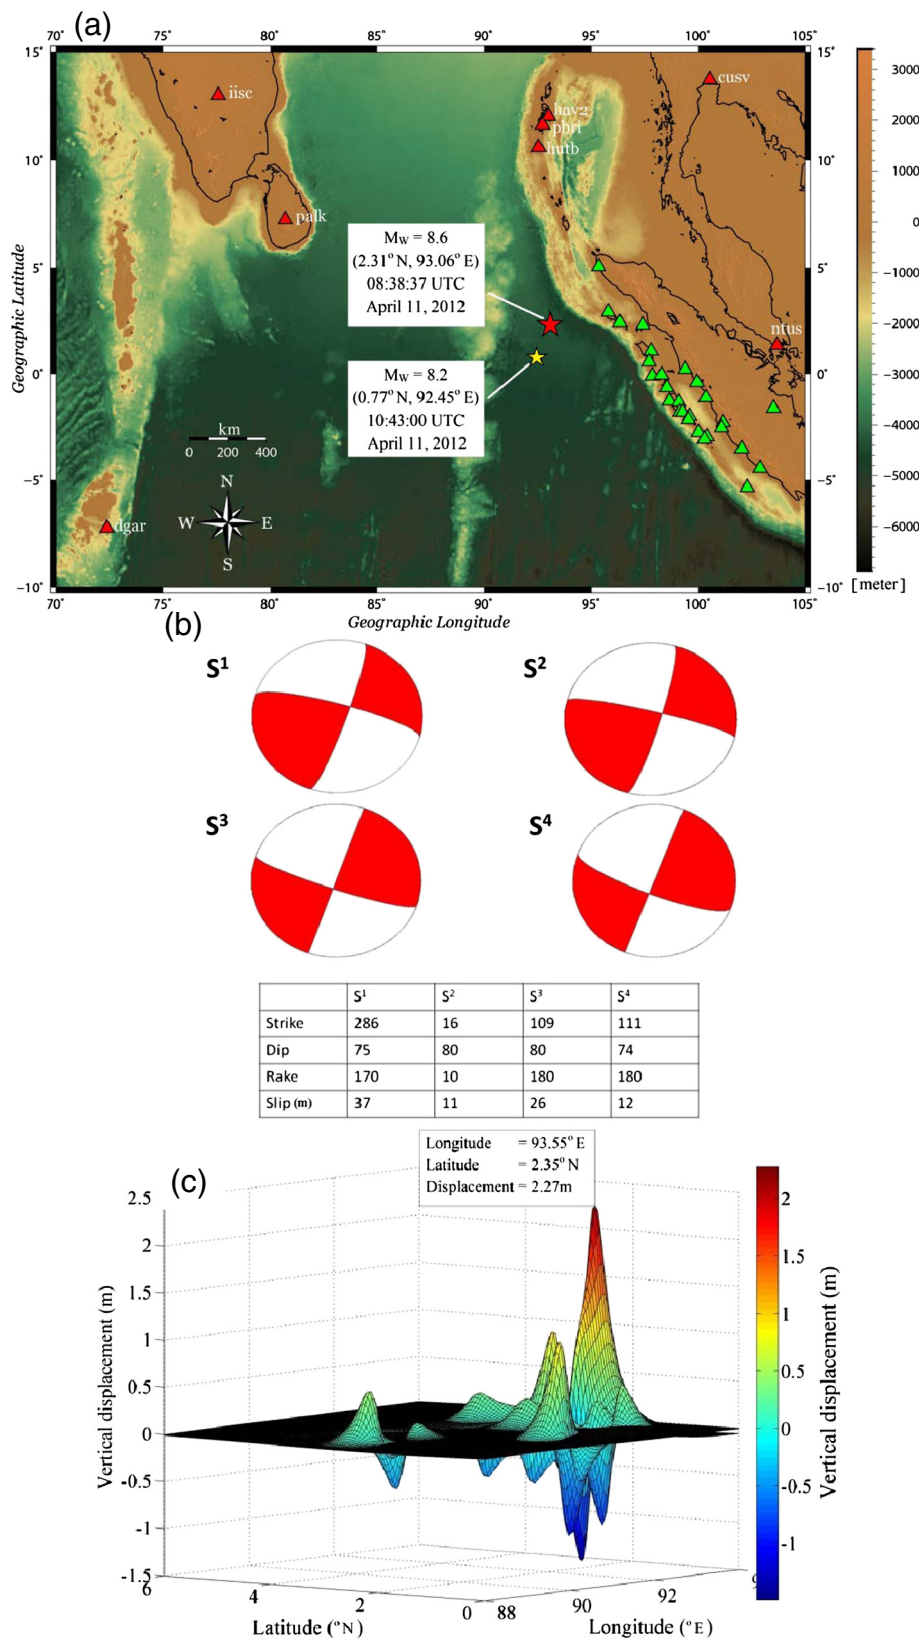 (a)
70° 75° 80° 85° 90° 95° 100° 105°
15° 15°
10° 10°
5° 5°
0° 0°
−5° −5°
−10° −10°
Geographic Latitude
iisc
palk
dgar
hav2
pbri
hutb
cusv
ntus
M_W = 8.6
(2.31° N, 93.06° E)
08:38:37 UTC
April 11, 2012
M_W = 8.2
(0.77° N, 92.45° E)
10:43:00 UTC
April 11, 2012
km
0 200 400
N
W E
S
70° 75° 80° 85° 90° 95° 100° 105°
Geographic Longitude
3000
2000
1000
0
−1000
−2000
−3000
−4000
−5000
−6000
[ meter ]
(b)
S¹ S²
S³ S⁴
S¹ S² S³ S⁴
Strike 286 16 109 111
Dip 75 80 80 74
Rake 170 10 180 180
Slip (m) 37 11 26 12
(c)
Longitude = 93.55° E
Latitude = 2.35° N
Displacement = 2.27m
Vertical displacement (m)
2.5
2
1.5
1
0.5
0
-0.5
-1
-1.5
6 4 2 0
Latitude (°N)
88 90 92
Longitude (°E)
2
1.5
1
0.5
0
-0.5
-1
Vertical displacement (m)